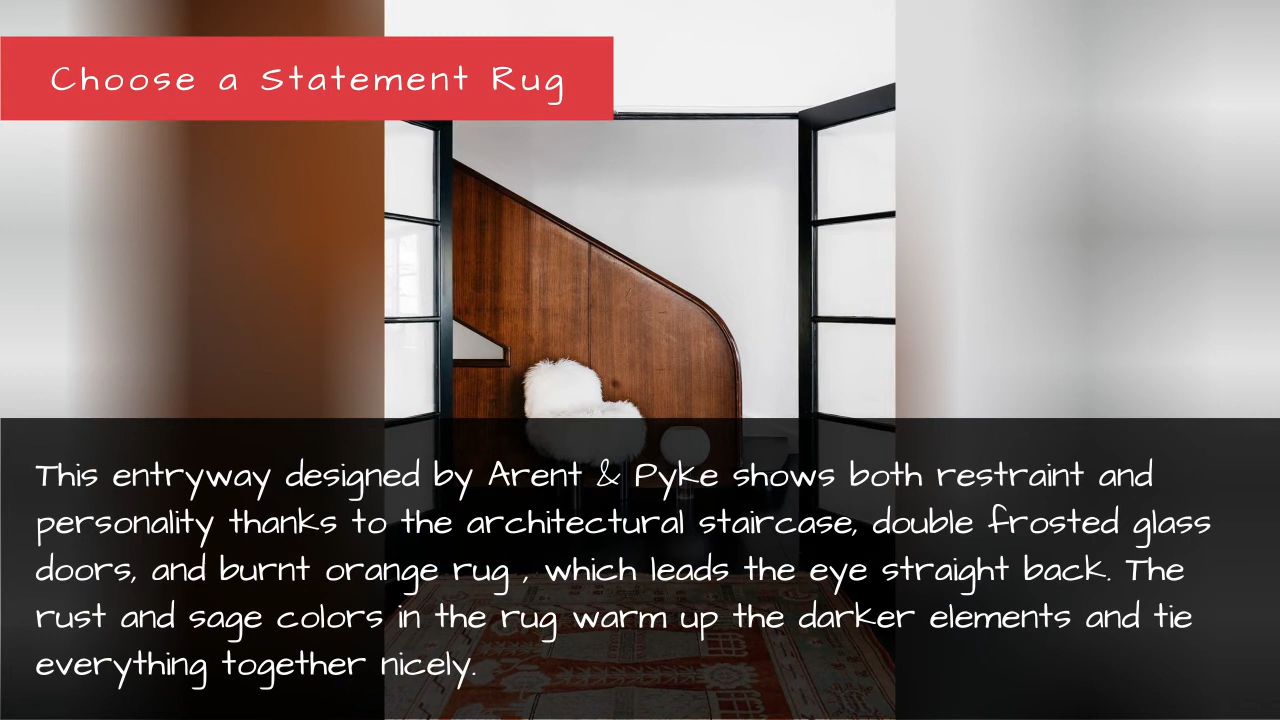 Choose a Statement Rug
This entryway designed by Arent & Pyke shows both restraint and
personality thanks to the architectural staircase, double frosted glass
doors, and burnt orange rug , which leads the eye straight back. The
rust and sage colors in the rug warm up the darker elements and tie
everything together nicely.